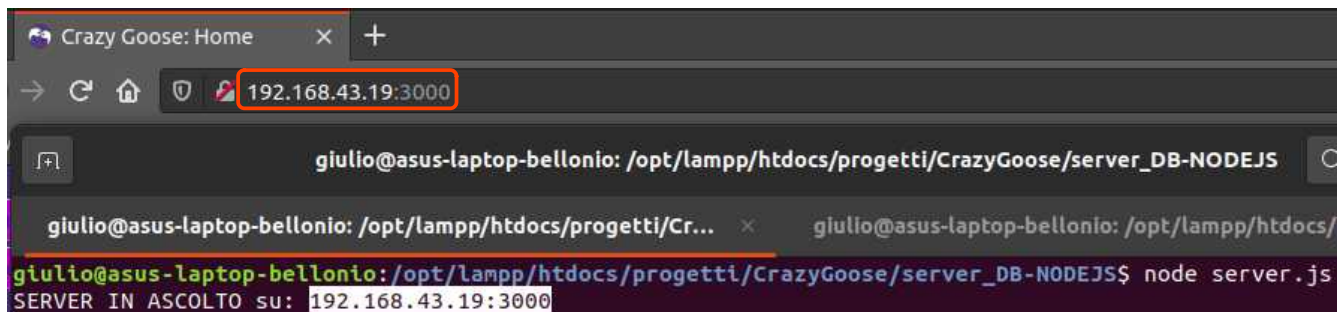 Crazy Goose: Home
192.168.43.19:3000
giulio@asus-laptop-bellonio: /opt/lampp/htdocs/progetti/CrazyGoose/server_DB-NODEJS
giulio@asus-laptop-bellonio: /opt/lampp/htdocs/progetti/Cr... giulio@asus-laptop-bellonio: /opt/lampp/htdocs/
giulio@asus-laptop-bellonio:/opt/lampp/htdocs/progetti/CrazyGoose/server_DB-NODEJS$ node server.js
SERVER IN ASCOLTO su: 192.168.43.19:3000